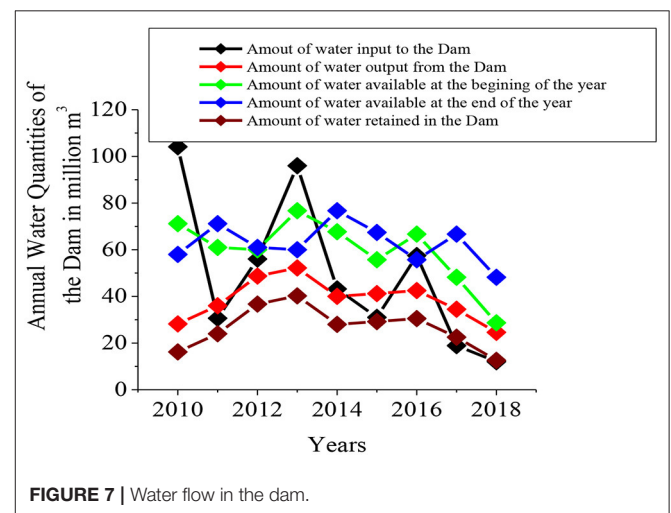 Amout of water input to the Dam
Amount of water output from the Dam
Amount of water available at the begining of the year
Amount of water available at the end of the year
Amount of water retained in the Dam
Annual Water Quantities of
the Dam in million m³
120
100
80
60
40
20
0
2010 2012 2014 2016 2018
Years
FIGURE 7 | Water flow in the dam.